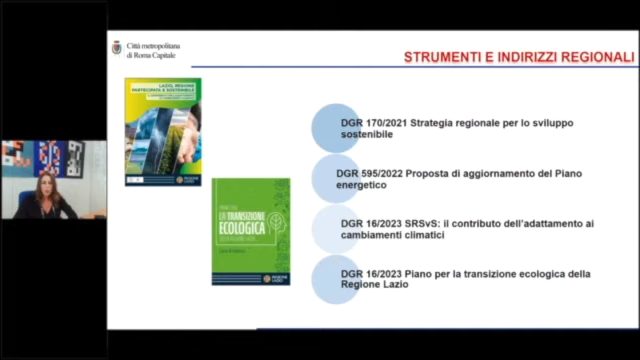 Città metropolitana
di Roma Capitale
STRUMENTI E INDIRIZZI REGIONALI
LAZIO, REGIONE
PARTECIPATA E SOSTENIBILE
DGR 170/2021 Strategia regionale per lo sviluppo
sostenibile
DGR 595/2022 Proposta di aggiornamento del Piano
energetico
LA TRANSIZIONE
ECOLOGICA
DGR 16/2023 SRSvS: il contributo dell'adattamento ai
cambiamenti climatici
DGR 16/2023 Piano per la transizione ecologica della
Regione Lazio